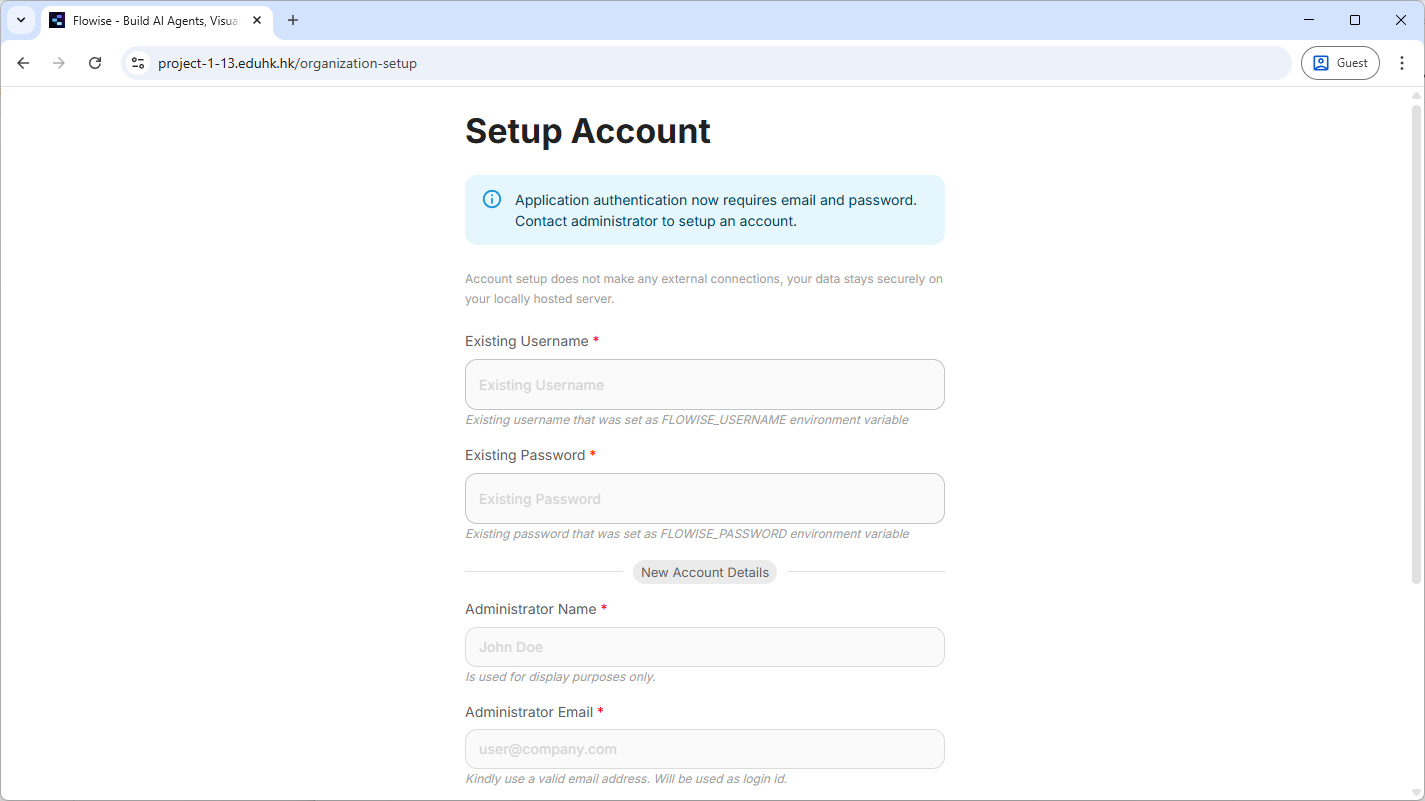 Flowise - Build AI Agents, Visua
project-1-13.eduhk.hk/organization-setup
Guest
Setup Account
Application authentication now requires email and password.
Contact administrator to setup an account.
Account setup does not make any external connections, your data stays securely on
your locally hosted server.
Existing Username *
Existing Username
Existing username that was set as FLOWISE_USERNAME environment variable
Existing Password *
Existing Password
Existing password that was set as FLOWISE_PASSWORD environment variable
New Account Details
Administrator Name *
John Doe
Is used for display purposes only.
Administrator Email *
user@company.com
Kindly use a valid email address. Will be used as login id.